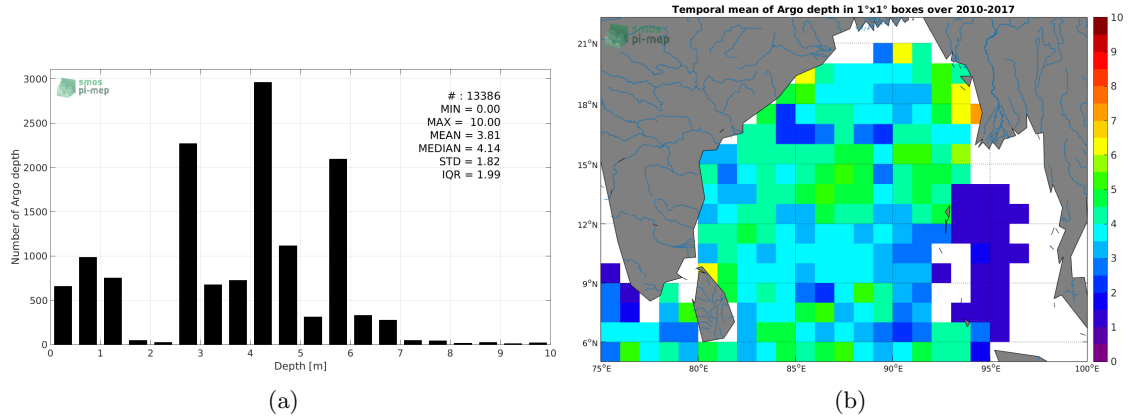 smos
pi-mep
Number of Argo depth
3000
2500
2000
1500
1000
500
0
# : 13386
MIN = 0.00
MAX = 10.00
MEAN = 3.81
MEDIAN = 4.14
STD = 1.82
IQR = 1.99
0 1 2 3 4 5 6 7 8 9 10
Depth [m]
(a)
Temporal mean of Argo depth in 1°x1° boxes over 2010-2017
smos
pi-mep
21°N
18°N
15°N
12°N
9°N
6°N
75°E 80°E 85°E 90°E 95°E 100°E
10
9
8
7
6
5
4
3
2
1
0
(b)